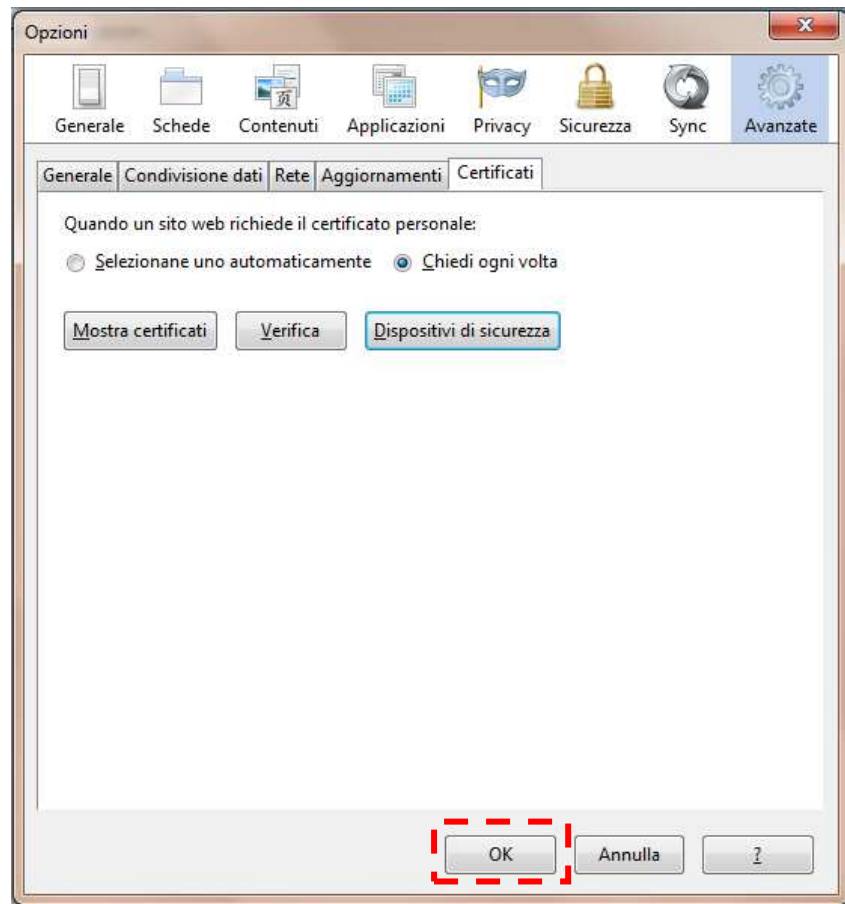 Opzioni
Generale Schede Contenuti Applicazioni Privacy Sicurezza Sync Avanzate
Generale Condivisione dati Rete Aggiornamenti Certificati
Quando un sito web richiede il certificato personale:
Selezionane uno automaticamente Chiedi ogni volta
Mostra certificati Verifica Dispositivi di sicurezza
OK Annulla ?